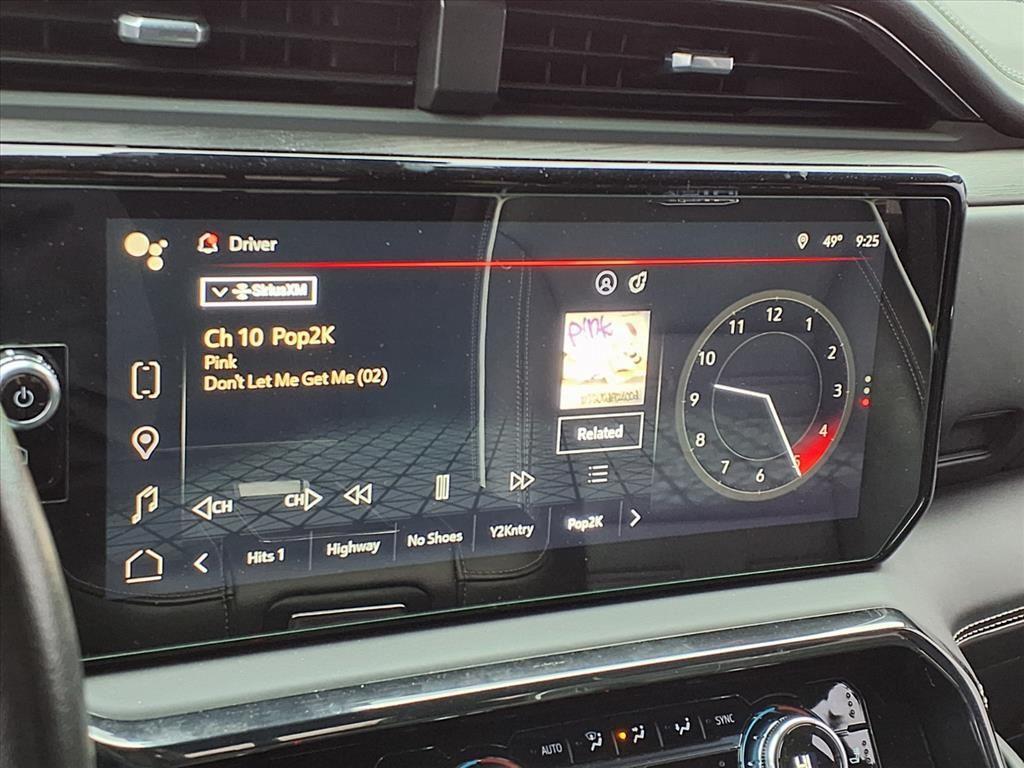 Driver
49° 9:25
SiriusXM
Ch 10 Pop2K
Pink
Don't Let Me Get Me (02)
p!nk
Related
12
1
2
3
4
5
6
7
8
9
10
11
CH
CH
Hits 1
Highway
No Shoes
Y2Kntry
Pop2K
AUTO
SYNC